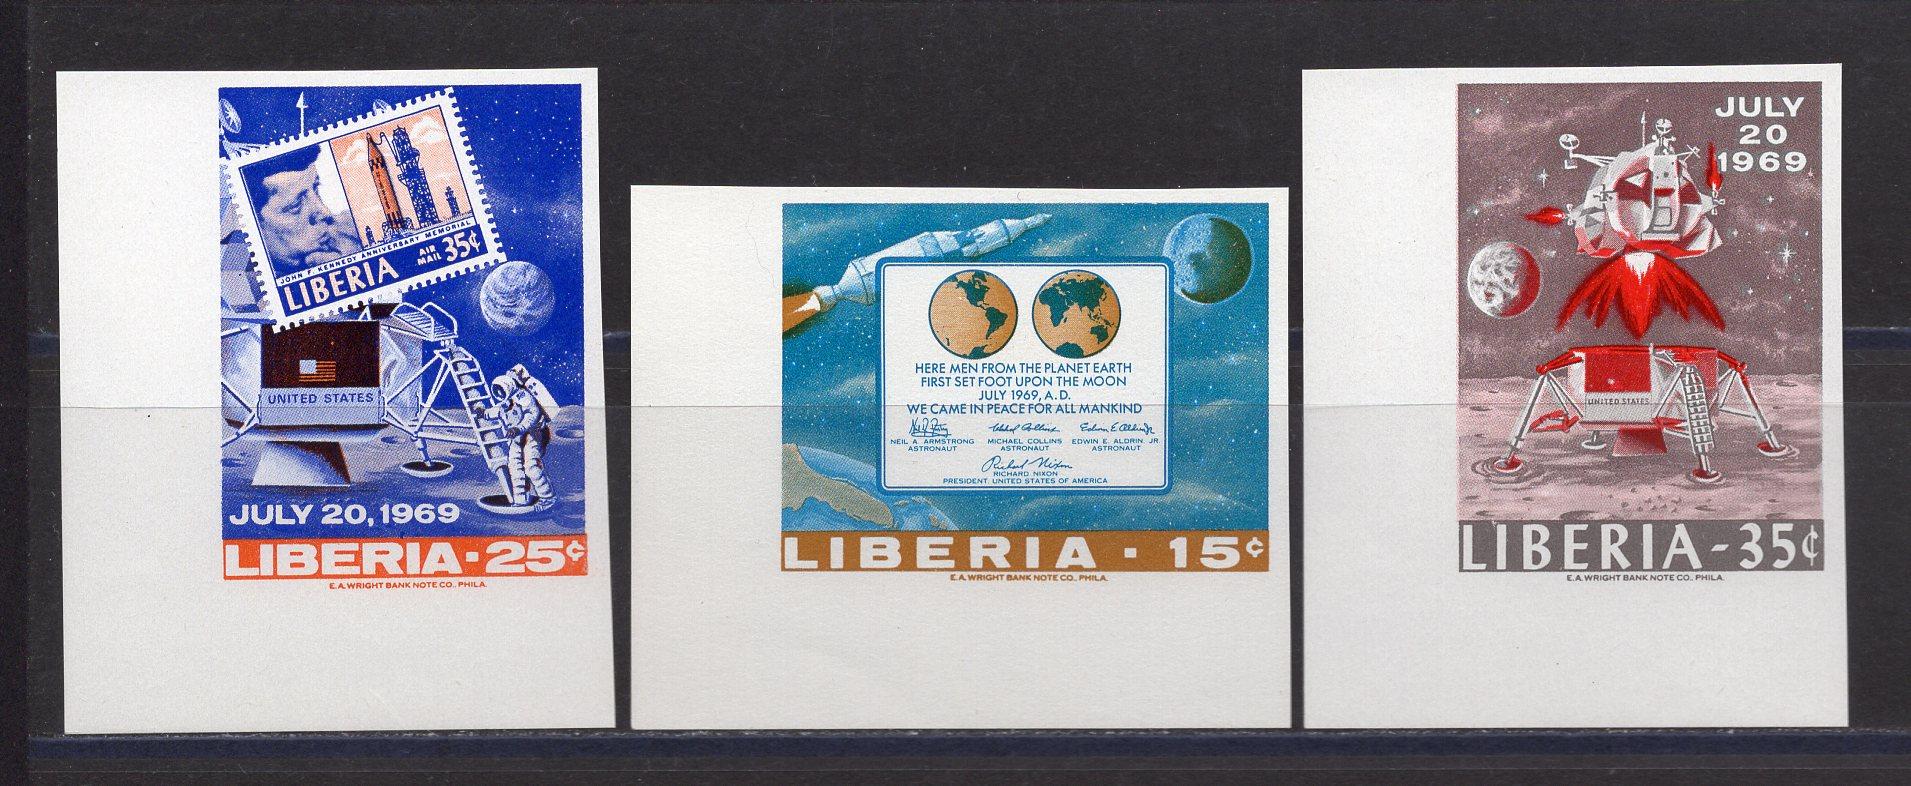 JOHN F. KENNEDY ANNIVERSARY MEMORIAL
AIR
MAIL 35¢
LIBERIA
UNITED STATES
JULY 20, 1969
LIBERIA · 25¢
E.A. WRIGHT BANK NOTE CO., PHILA.
HERE MEN FROM THE PLANET EARTH
FIRST SET FOOT UPON THE MOON
JULY 1969, A.D.
WE CAME IN PEACE FOR ALL MANKIND
NEIL A. ARMSTRONG MICHAEL COLLINS EDWIN E. ALDRIN, JR.
ASTRONAUT ASTRONAUT ASTRONAUT
Richard Nixon
RICHARD NIXON
PRESIDENT, UNITED STATES OF AMERICA
LIBERIA - 15¢
E.A. WRIGHT BANK NOTE CO., PHILA.
JULY
20
1969
UNITED STATES
LIBERIA - 35¢
E.A. WRIGHT BANK NOTE CO., PHILA.